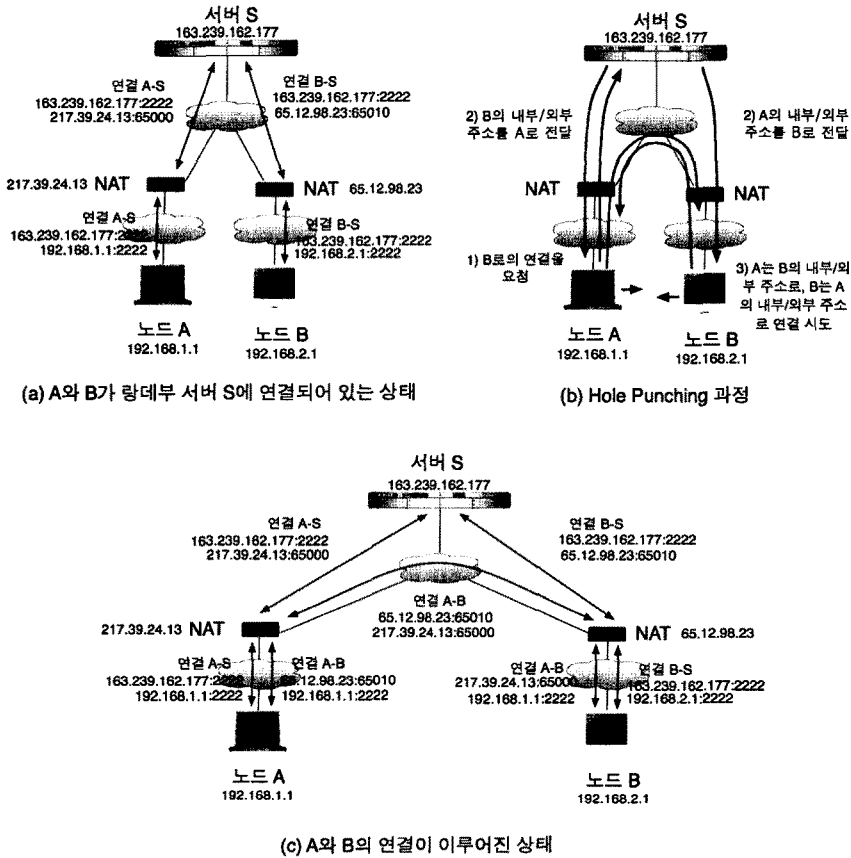 서버 S
163.239.162.177
연결 A-S
163.239.162.177:2222
217.39.24.13:65000
연결 B-S
163.239.162.177:2222
65.12.98.23:65010
217.39.24.13 NAT
NAT 65.12.98.23
연결 A-S
163.239.162.177:2222
192.168.1.1:2222
연결 B-S
163.239.162.177:2222
192.168.2.1:2222
노드 A
192.168.1.1
노드 B
192.168.2.1
(a) A와 B가 랑데부 서버 S에 연결되어 있는 상태
서버 S
163.239.162.177
2) B의 내부/외부
주소를 A로 전달
2) A의 내부/외부
주소를 B로 전달
NAT
NAT
1) B로의 연결을
요청
3) A는 B의 내부/외
부 주소로, B는 A
의 내부/외부 주소
로 연결 시도
노드 A
192.168.1.1
노드 B
192.168.2.1
(b) Hole Punching 과정
서버 S
163.239.162.177
연결 A-S
163.239.162.177:2222
217.39.24.13:65000
연결 B-S
163.239.162.177:2222
65.12.98.23:65010
연결 A-B
65.12.98.23:65010
217.39.24.13:65000
217.39.24.13 NAT
NAT 65.12.98.23
연결 A-S
163.239.162.177:2222
192.168.1.1:2222
연결 A-B
65.12.98.23:65010
192.168.1.1:2222
연결 A-B
217.39.24.13:65000
192.168.1.1:2222
연결 B-S
163.239.162.177:2222
192.168.2.1:2222
노드 A
192.168.1.1
노드 B
192.168.2.1
(c) A와 B의 연결이 이루어진 상태